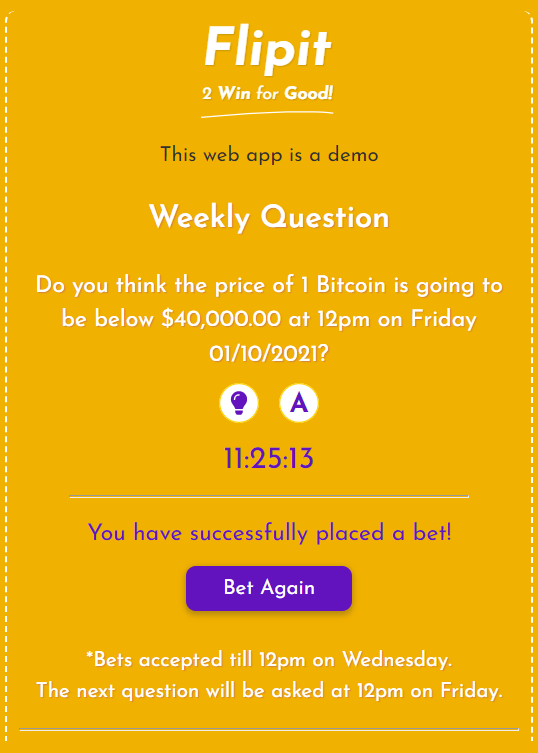 Flipit
2 Win for Good!
This web app is a demo
Weekly Question
Do you think the price of 1 Bitcoin is going to
be below $40,000.00 at 12pm on Friday
01/10/2021?
A
11:25:13
You have successfully placed a bet!
Bet Again
*Bets accepted till 12pm on Wednesday.
The next question will be asked at 12pm on Friday.